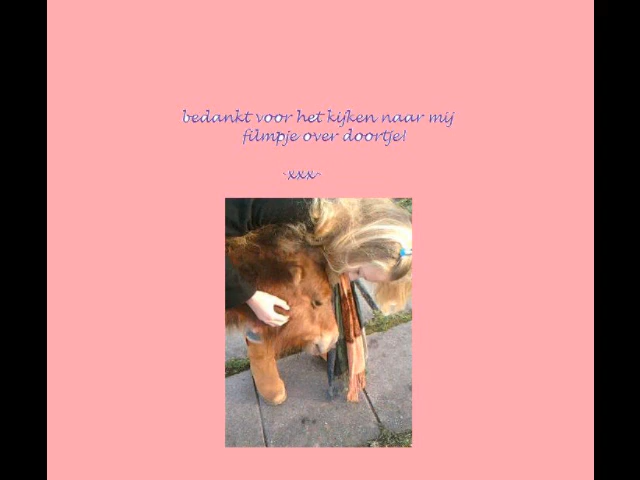 bedankt voor het kijken naar mij
filmpje over doortje!
-xxx-